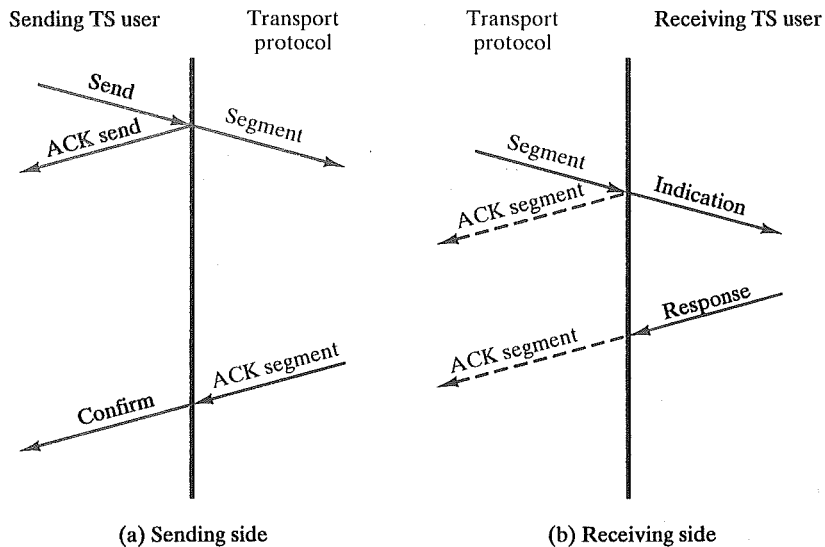 Sending TS user
Transport
protocol
Send
ACK send
Segment
ACK segment
Confirm
(a) Sending side
Transport
protocol
Receiving TS user
Segment
ACK segment
Indication
Response
ACK segment
(b) Receiving side